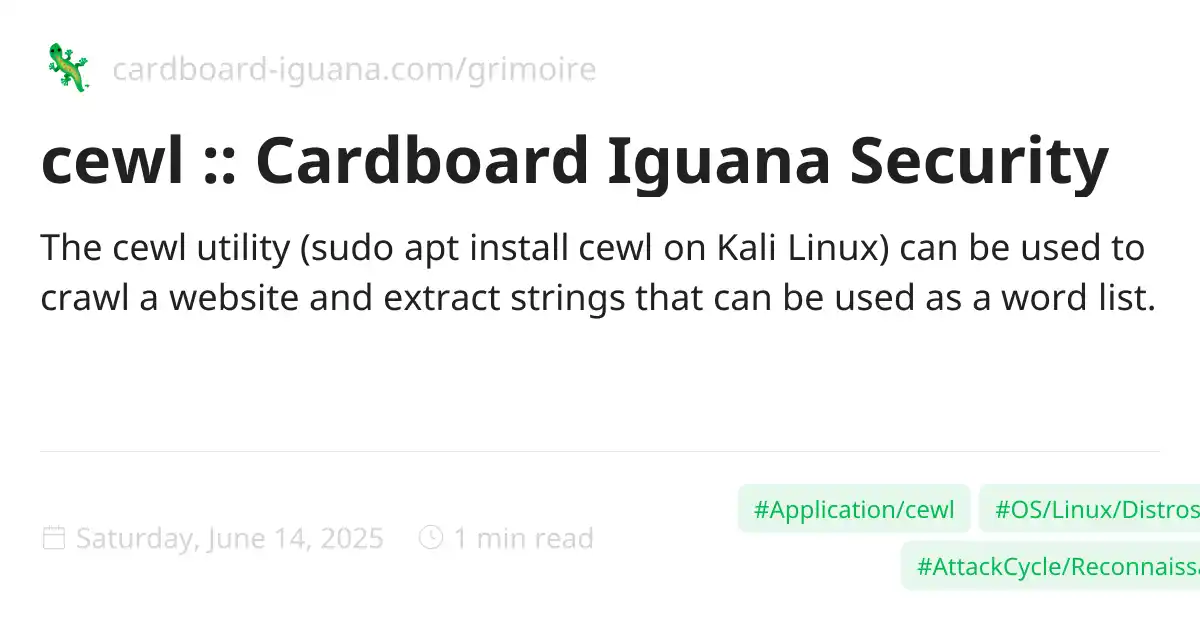 cardboard-iguana.com/grimoire
cewl :: Cardboard Iguana Security
The cewl utility (sudo apt install cewl on Kali Linux) can be used to
crawl a website and extract strings that can be used as a word list.
#Application/cewl #OS/Linux/Distros
Saturday, June 14, 2025 1 min read
#AttackCycle/Reconnaiss